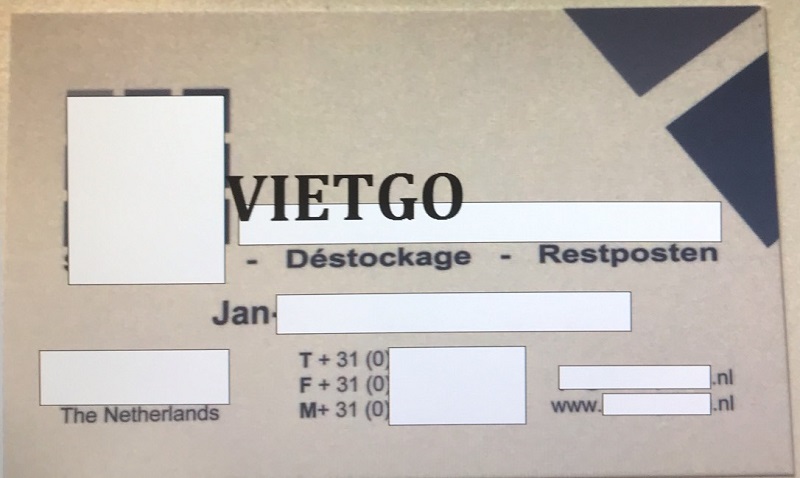 VIETGO
- Déstockage - Restposten
Jan-
T + 31 (0)
F + 31 (0)
M+ 31 (0)
.nl
www. .nl
The Netherlands